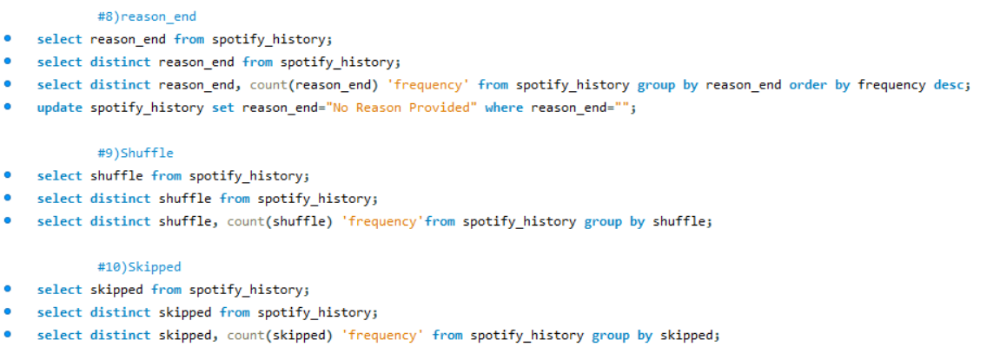 #8)reason_end
select reason_end from spotify_history;
select distinct reason_end from spotify_history;
select distinct reason_end, count(reason_end) 'frequency' from spotify_history group by reason_end order by frequency desc;
update spotify_history set reason_end="No Reason Provided" where reason_end="";
#9)Shuffle
select shuffle from spotify_history;
select distinct shuffle from spotify_history;
select distinct shuffle, count(shuffle) 'frequency'from spotify_history group by shuffle;
#10)Skipped
select skipped from spotify_history;
select distinct skipped from spotify_history;
select distinct skipped, count(skipped) 'frequency' from spotify_history group by skipped;